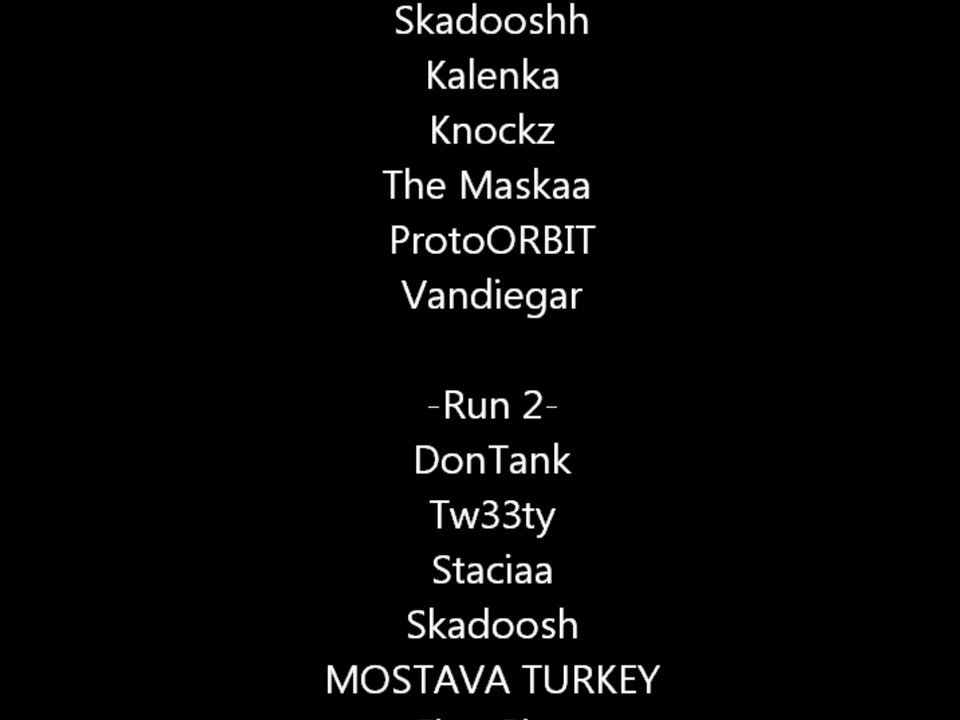 Skadooshh
Kalenka
Knockz
The Maskaa
ProtoORBIT
Vandiegar
-Run 2-
DonTank
Tw33ty
Staciaa
Skadoosh
MOSTAVA TURKEY